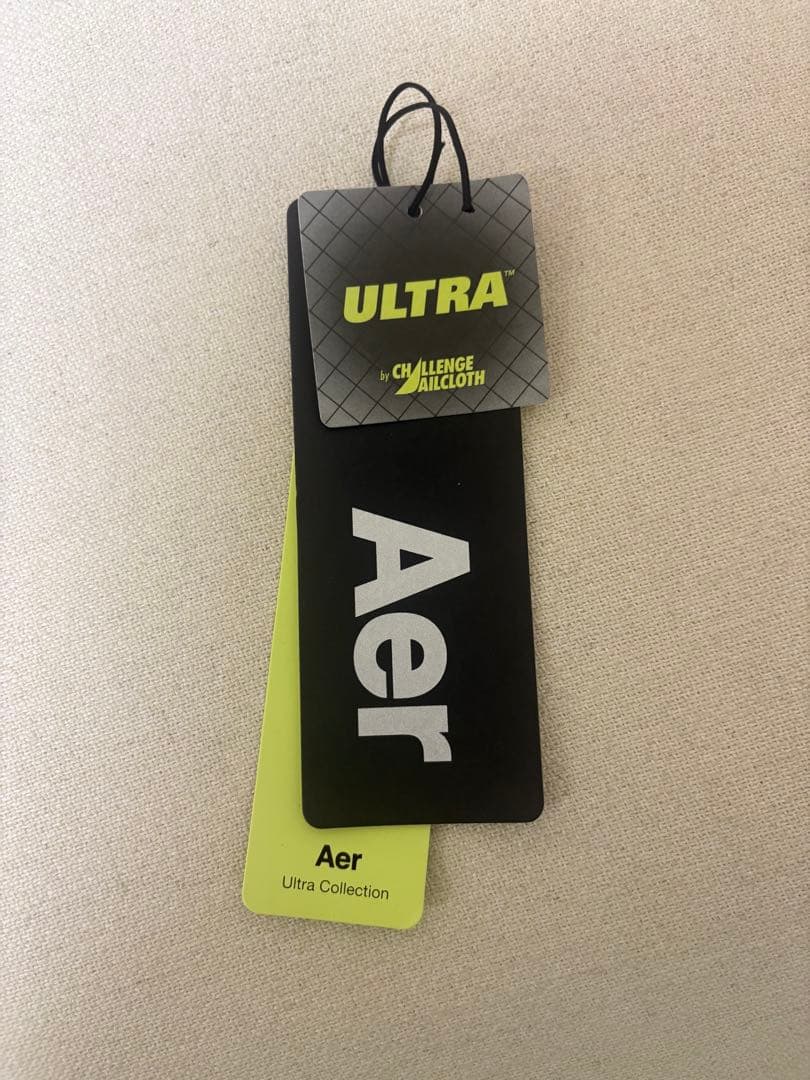 ULTRA™
by CHALLENGE
SAILCLOTH
Aer
Aer
Ultra Collection